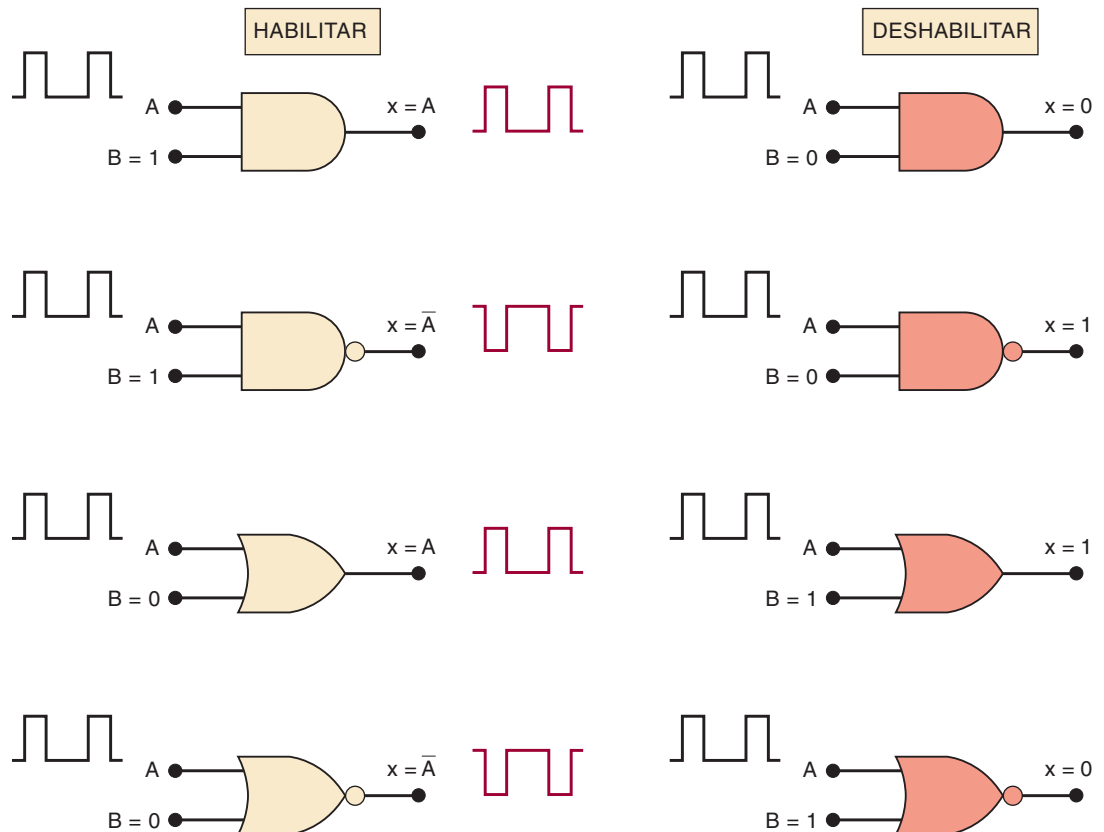 HABILITAR
DESHABILITAR
A
x = A
B = 1
A
x = 0
B = 0
A
x = A̅
B = 1
A
x = 1
B = 0
A
x = A
B = 0
A
x = 1
B = 1
A
x = A̅
B = 0
A
x = 0
B = 1